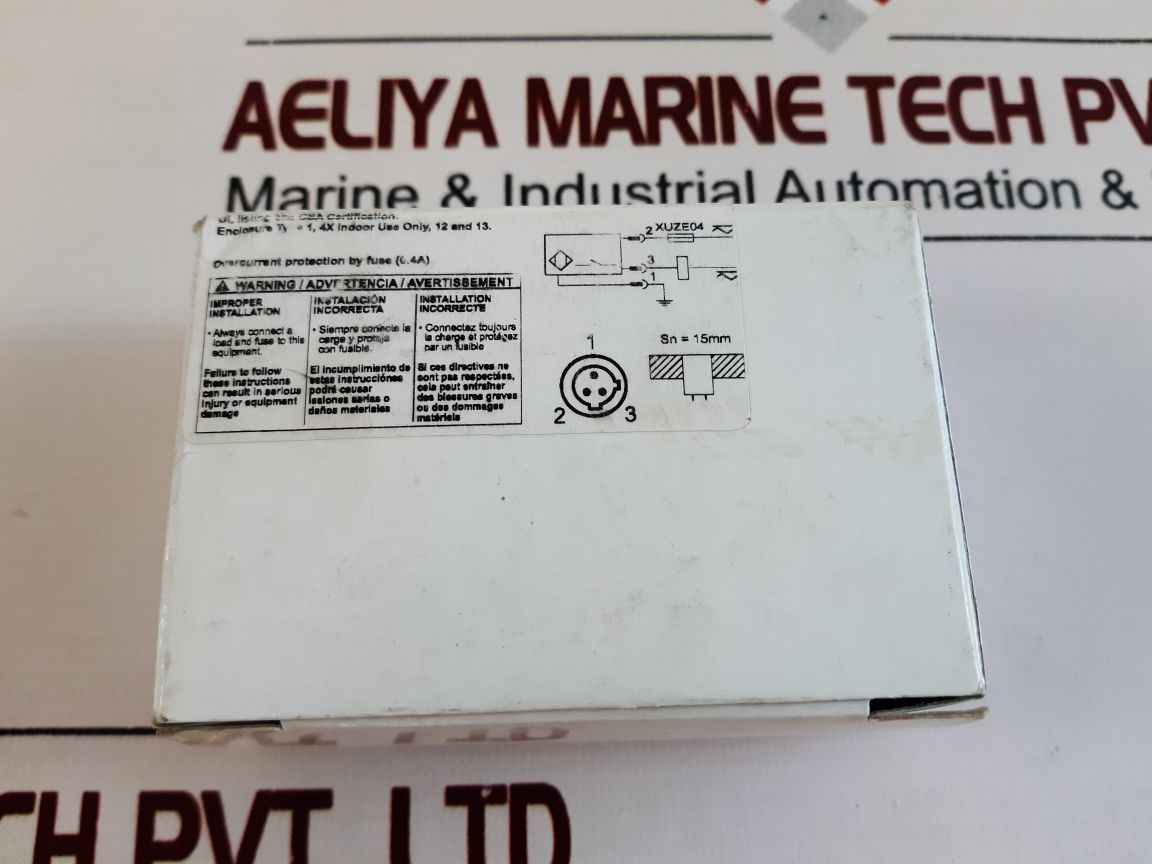 AELIYA MARINE TECH PV
Marine & Industrial Automation &
UL listing and CSA Certification.
Enclosure Type 1, 4X Indoor Use Only, 12 and 13.
Overcurrent protection by fuse (0.4A)
WARNING / ADVERTENCIA / AVERTISSEMENT
IMPROPER
INSTALLATION
• Always connect a
load and fuse to this
equipment.
Failure to follow
these instructions
can result in serious
injury or equipment
damage
INSTALACIÓN
INCORRECTA
• Siempre conecte la
carga y proteja
con fusible.
El incumplimiento de
estas instrucciónes
podrá causar
lesiones serias o
daños materiales
INSTALLATION
INCORRECTE
• Connectez toujours
la charge et protégez
par un fusible
Si ces directives ne
sont pas respectées,
cela peut entraîner
des blessures graves
ou des dommages
matériels
2 XUZE04
3
1
1
2
3
Sn = 15mm
CH PVT. LTD